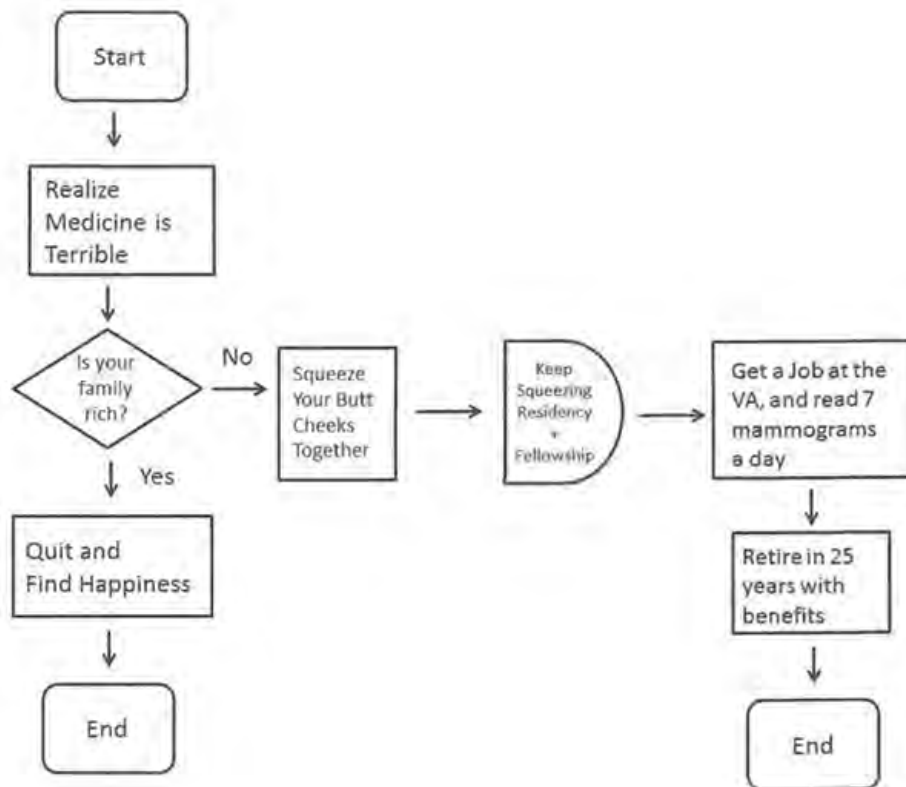 Start
Realize
Medicine is
Terrible
Is your
family
rich?
No
Squeeze
Your Butt
Cheeks
Together
Keep
Squeezing
Residency
+
Fellowship
Get a Job at the
VA, and read 7
mammograms
a day
Yes
Quit and
Find Happiness
Retire in 25
years with
benefits
End
End